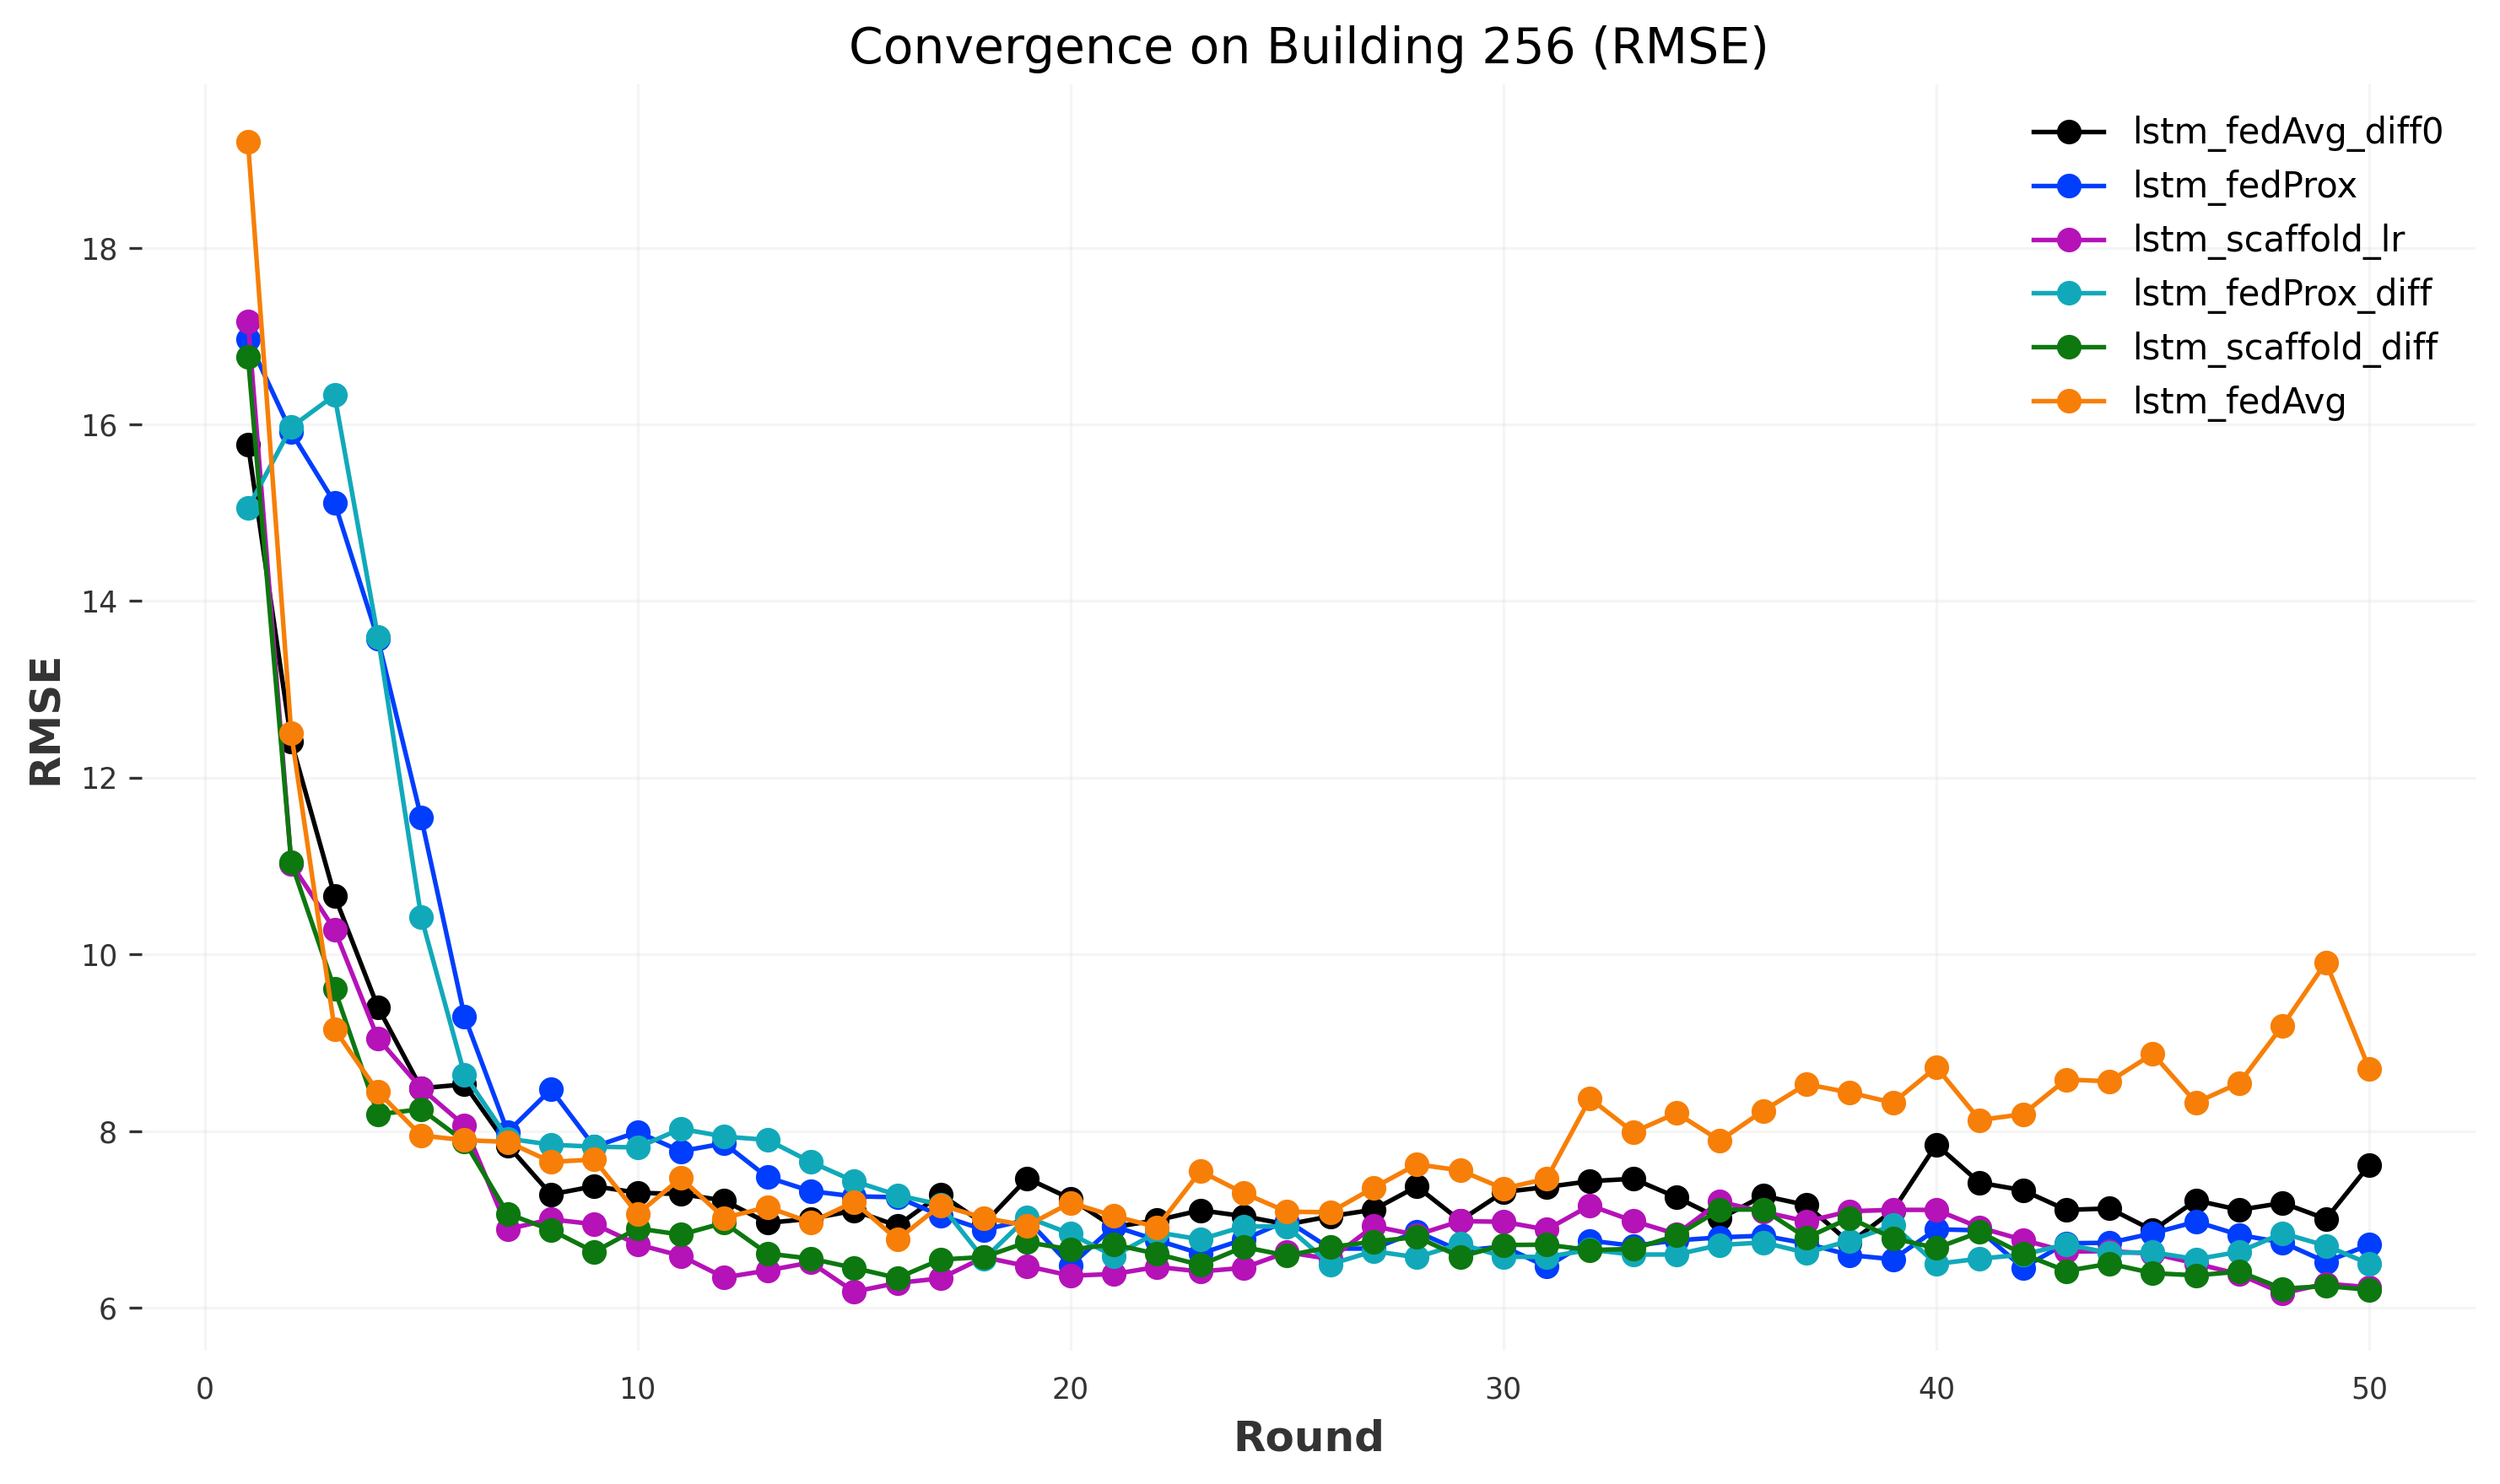 Convergence on Building 256 (RMSE)
lstm_fedAvg_diff0
lstm_fedProx
lstm_scaffold_lr
lstm_fedProx_diff
lstm_scaffold_diff
lstm_fedAvg
RMSE
18
16
14
12
10
8
6
0 10 20 30 40 50
Round